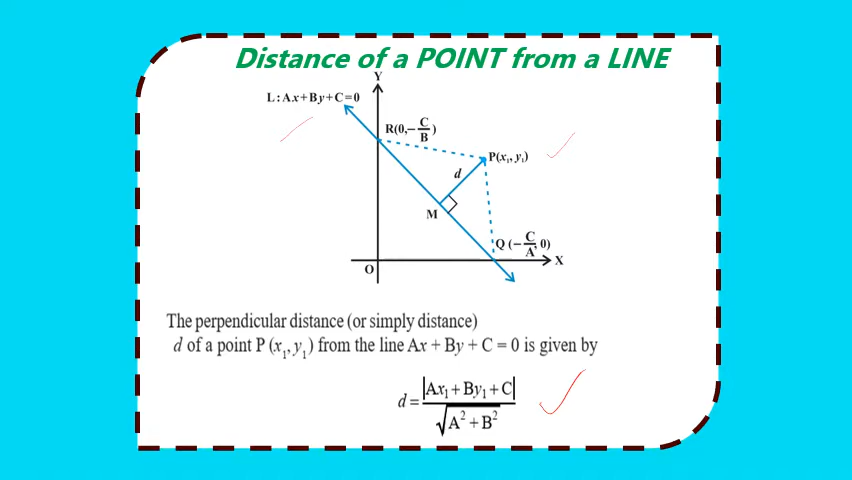 Distance of a POINT from a LINE
Y
L : Ax + By + C = 0
R(0, −C/B)
P(x₁, y₁)
d
M
Q (−C/A, 0)
O
X
The perpendicular distance (or simply distance)
d of a point P (x₁, y₁) from the line Ax + By + C = 0 is given by
d = |Ax₁ + By₁ + C| / √(A² + B²)